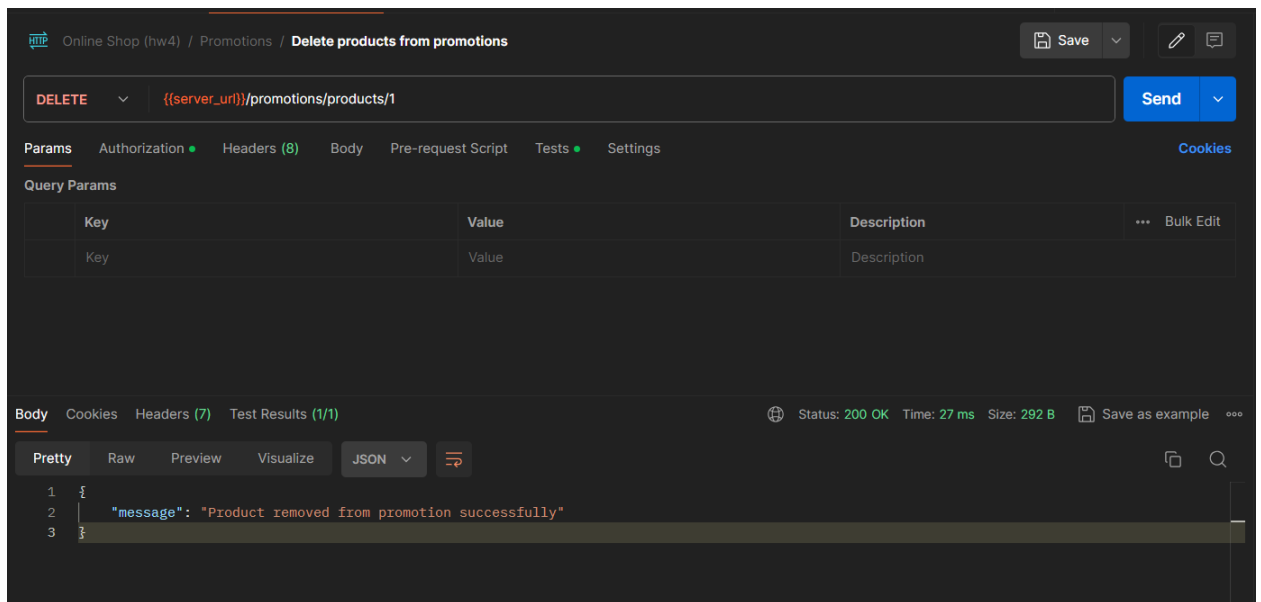 HTTP Online Shop (hw4) / Promotions / Delete products from promotions Save
DELETE {{server_url}}/promotions/products/1 Send
Params Authorization Headers (8) Body Pre-request Script Tests Settings Cookies
Query Params
Key Value Description ••• Bulk Edit
Key Value Description
Body Cookies Headers (7) Test Results (1/1) Status: 200 OK Time: 27 ms Size: 292 B Save as example
Pretty Raw Preview Visualize JSON
1 {
2 "message": "Product removed from promotion successfully"
3 }